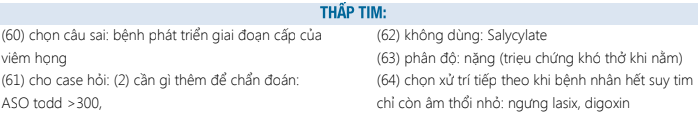 THẤP TIM:
(60) chọn câu sai: bệnh phát triển giai đoạn cấp của
viêm họng
(61) cho case hỏi: (2) cần gì thêm để chẩn đoán:
ASO todd >300,
(62) không dùng: Salycylate
(63) phân độ: nặng (triệu chứng khó thở khi nằm)
(64) chọn xử trí tiếp theo khi bệnh nhân hết suy tim
chỉ còn âm thổi nhỏ: ngưng lasix, digoxin